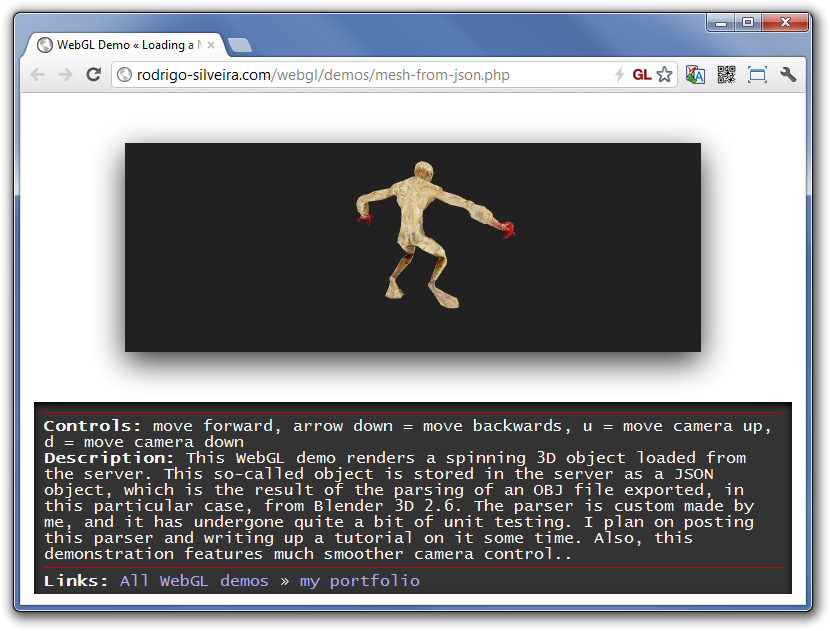 WebGL Demo « Loading a
rodrigo-silveira.com/webgl/demos/mesh-from-json.php GL
Controls: move forward, arrow down = move backwards, u = move camera up,
d = move camera down
Description: This WebGL demo renders a spinning 3D object loaded from
the server. This so-called object is stored in the server as a JSON
object, which is the result of the parsing of an OBJ file exported, in
this particular case, from Blender 3D 2.6. The parser is custom made by
me, and it has undergone quite a bit of unit testing. I plan on posting
this parser and writing up a tutorial on it some time. Also, this
demonstration features much smoother camera control..
Links: All WebGL demos » my portfolio